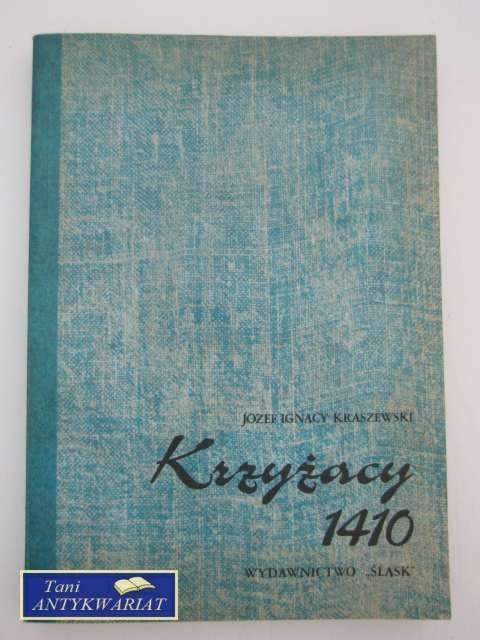 JÓZEF IGNACY KRASZEWSKI
Krzyżacy
1410
WYDAWNICTWO „ŚLĄSK”
Tani
ANTYKWARIAT